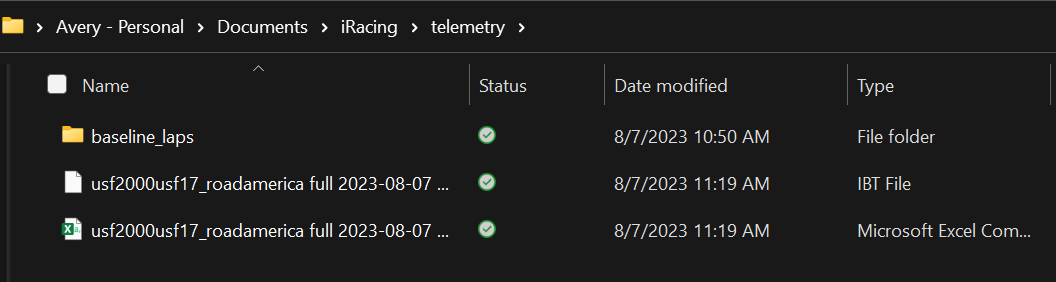 Avery - Personal > Documents > iRacing > telemetry >
Name Status Date modified Type
baseline_laps 8/7/2023 10:50 AM File folder
usf2000usf17_roadamerica full 2023-08-07 ... 8/7/2023 11:19 AM IBT File
usf2000usf17_roadamerica full 2023-08-07 ... 8/7/2023 11:19 AM Microsoft Excel Com...